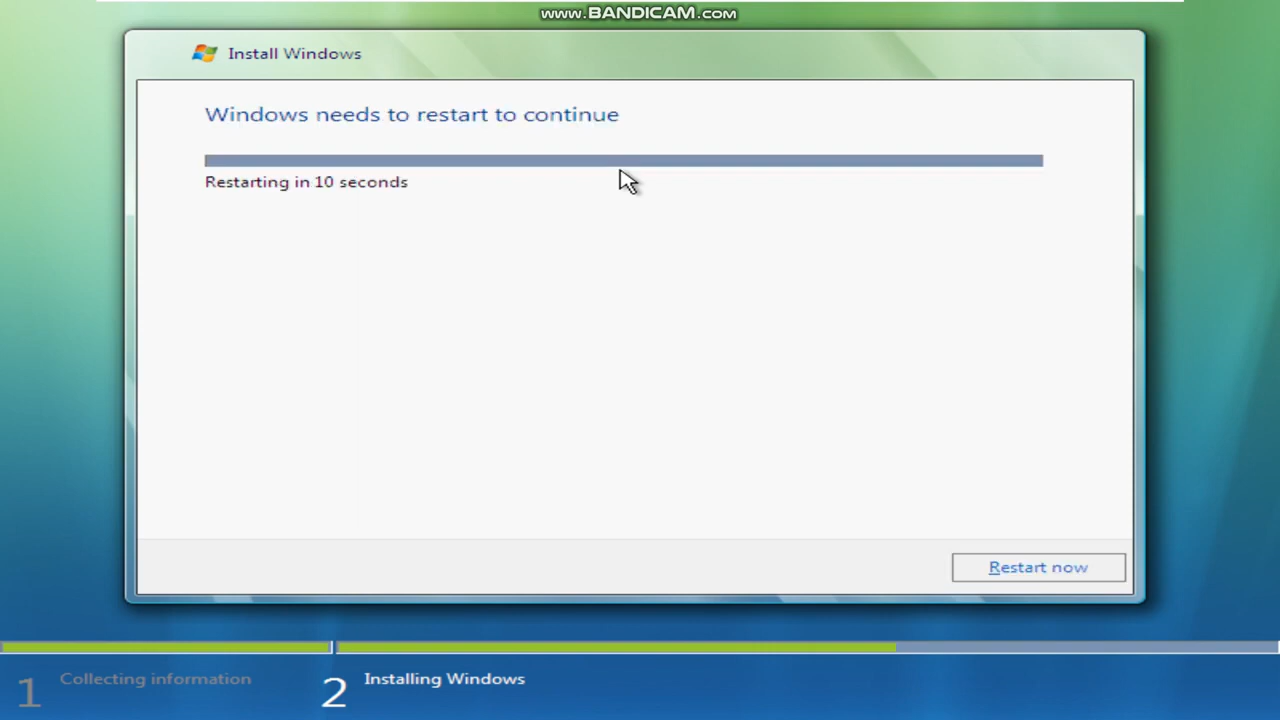 www.BANDICAM.com
Install Windows
Windows needs to restart to continue
Restarting in 10 seconds
Restart now
1 Collecting information
2 Installing Windows